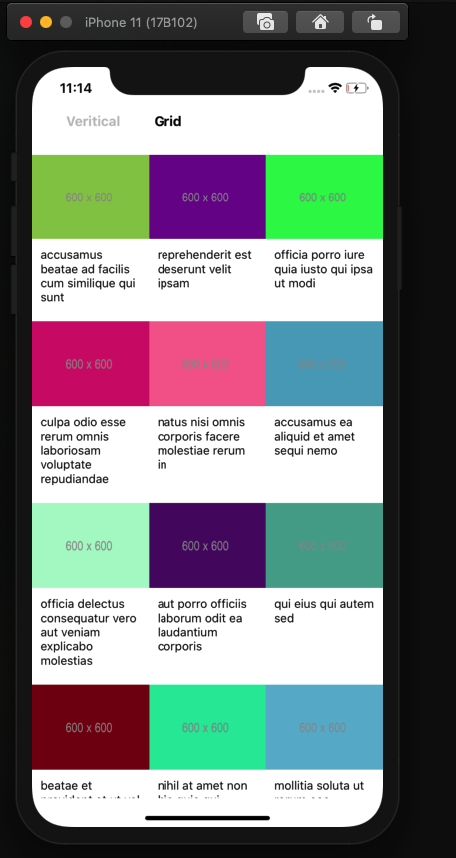 iPhone 11 (17B102)
11:14
Veritical Grid
600 x 600 600 x 600 600 x 600
accusamus
beatae ad facilis
cum similique qui
sunt
reprehenderit est
deserunt velit
ipsam
officia porro iure
quia iusto qui ipsa
ut modi
600 x 600 600 x 600 600 x 600
culpa odio esse
rerum omnis
laboriosam
voluptate
repudiandae
natus nisi omnis
corporis facere
molestiae rerum
in
accusamus ea
aliquid et amet
sequi nemo
600 x 600 600 x 600 600 x 600
officia delectus
consequatur vero
aut veniam
explicabo
molestias
aut porro officiis
laborum odit ea
laudantium
corporis
qui eius qui autem
sed
600 x 600 600 x 600 600 x 600
beatae et
nihil at amet non
mollitia soluta ut